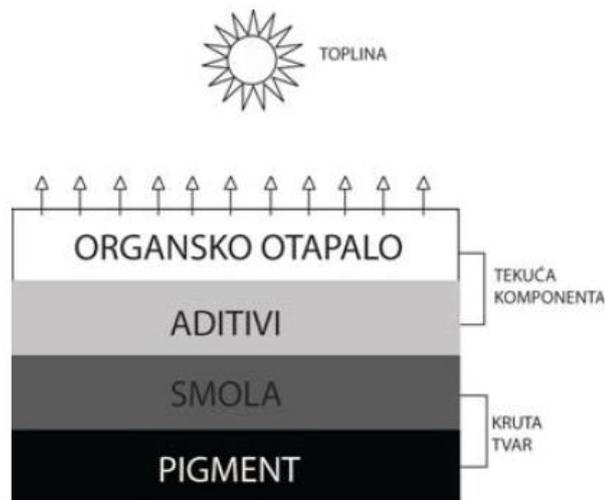 TOPLINA
ORGANSKO OTAPALO
ADITIVI
TEKUĆA
KOMPONENTA
SMOLA
PIGMENT
KRUTA
TVAR